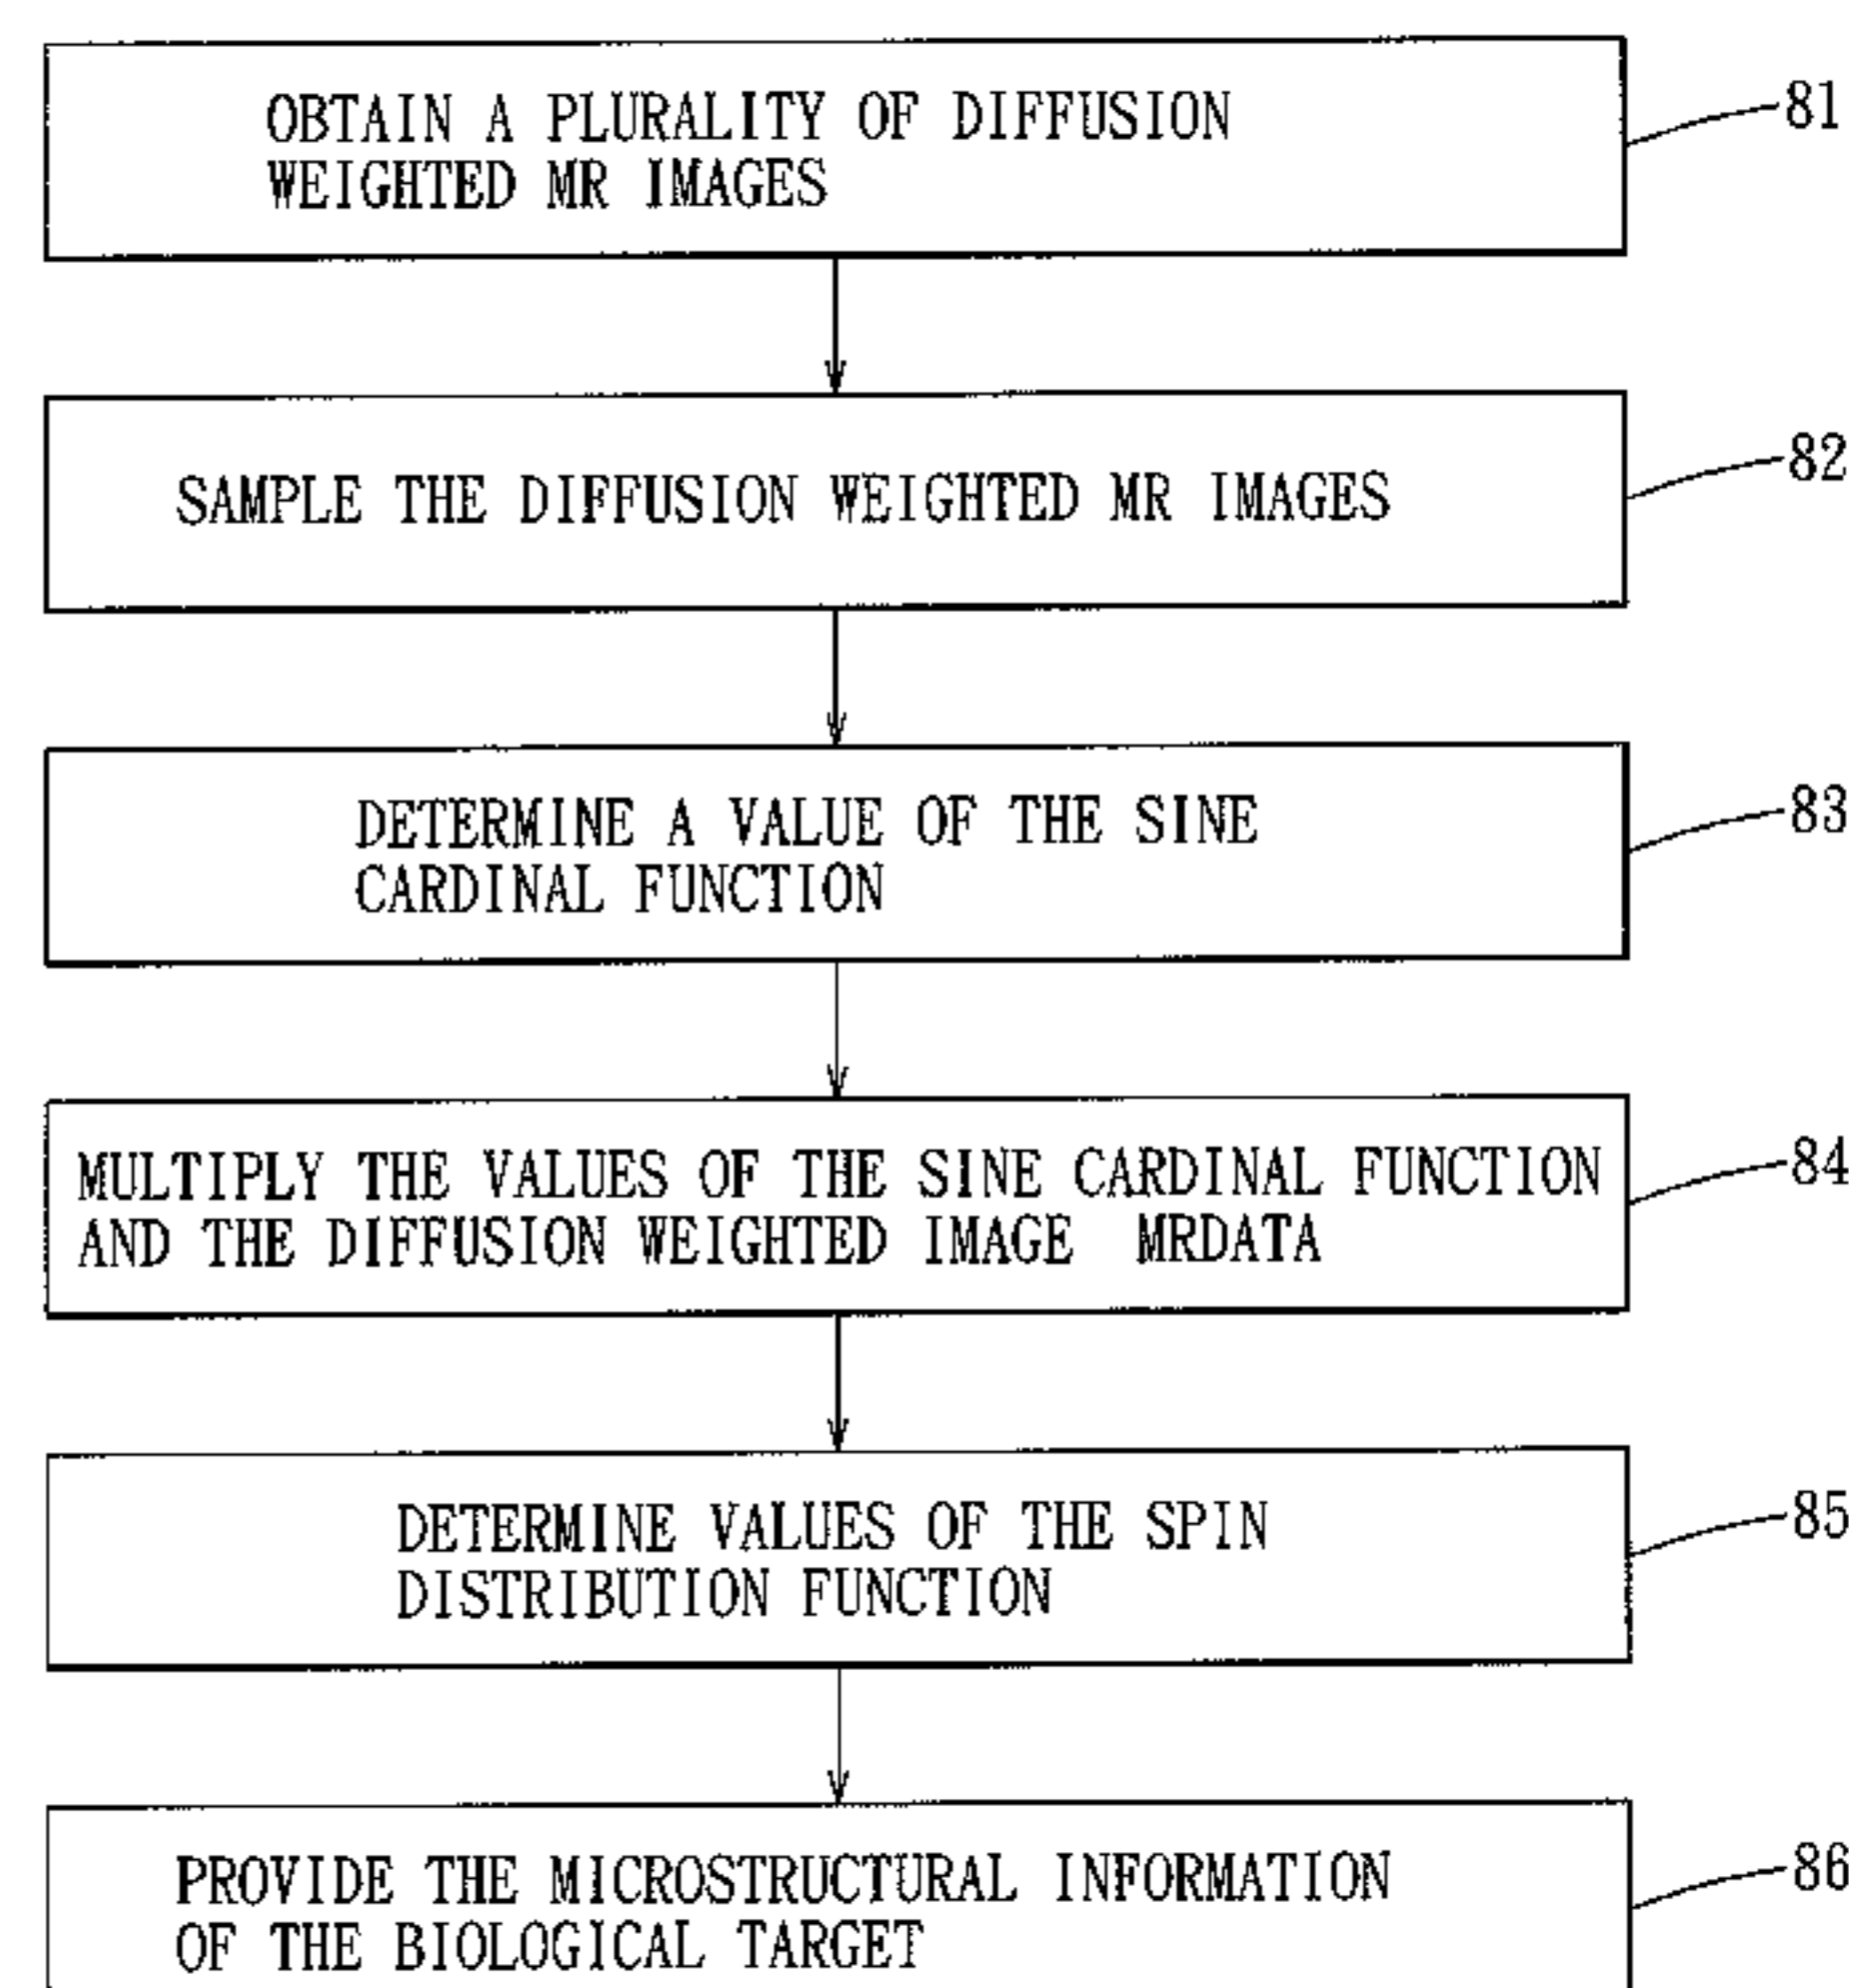 OBTAIN A PLURALITY OF DIFFUSION
WEIGHTED MR IMAGES
81
SAMPLE THE DIFFUSION WEIGHTED MR IMAGES
82
DETERMINE A VALUE OF THE SINE
CARDINAL FUNCTION
83
MULTIPLY THE VALUES OF THE SINE CARDINAL FUNCTION
AND THE DIFFUSION WEIGHTED IMAGE MRDATA
84
DETERMINE VALUES OF THE SPIN
DISTRIBUTION FUNCTION
85
PROVIDE THE MICROSTRUCTURAL INFORMATION
OF THE BIOLOGICAL TARGET
86